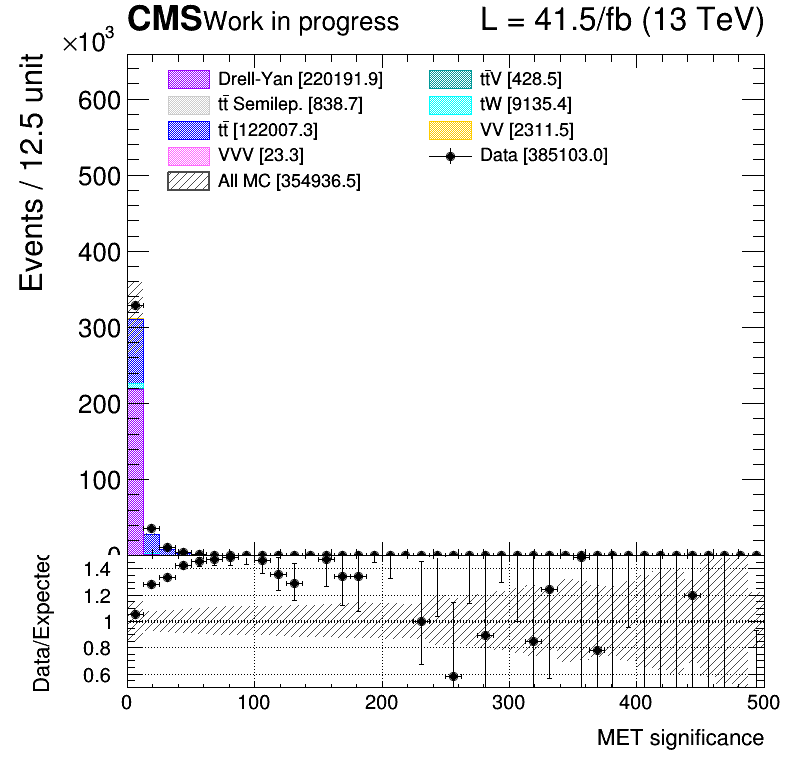 CMS Work in progress L = 41.5/fb (13 TeV)
×10³
Events / 12.5 unit
Drell-Yan [220191.9]
tt̄ Semilep. [838.7]
tt̄ [122007.3]
VVV [23.3]
All MC [354936.5]
tt̄V [428.5]
tW [9135.4]
VV [2311.5]
Data [385103.0]
600
500
400
300
200
100
0
Data/Expected
1.4
1.2
1
0.8
0.6
0 100 200 300 400 500
MET significance